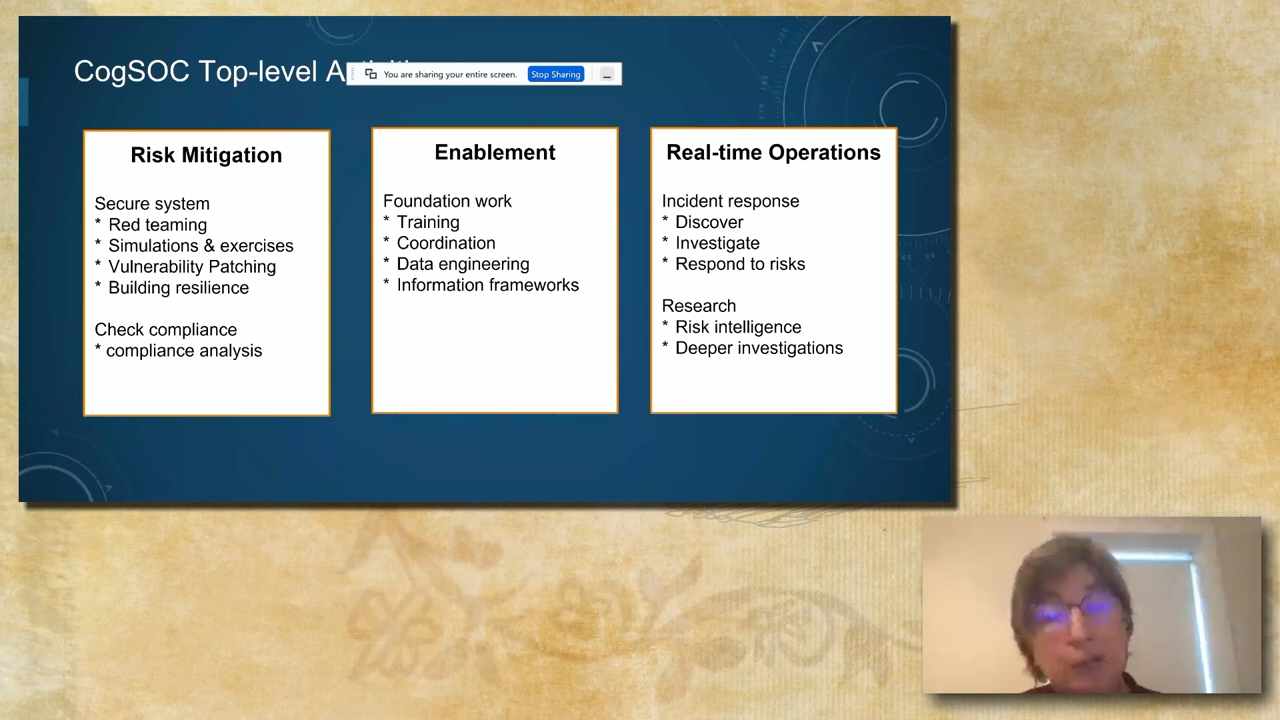 CogSOC Top-level
You are sharing your entire screen.
Stop Sharing
Risk Mitigation
Secure system
* Red teaming
* Simulations & exercises
* Vulnerability Patching
* Building resilience
Check compliance
* compliance analysis
Enablement
Foundation work
* Training
* Coordination
* Data engineering
* Information frameworks
Real-time Operations
Incident response
* Discover
* Investigate
* Respond to risks
Research
* Risk intelligence
* Deeper investigations